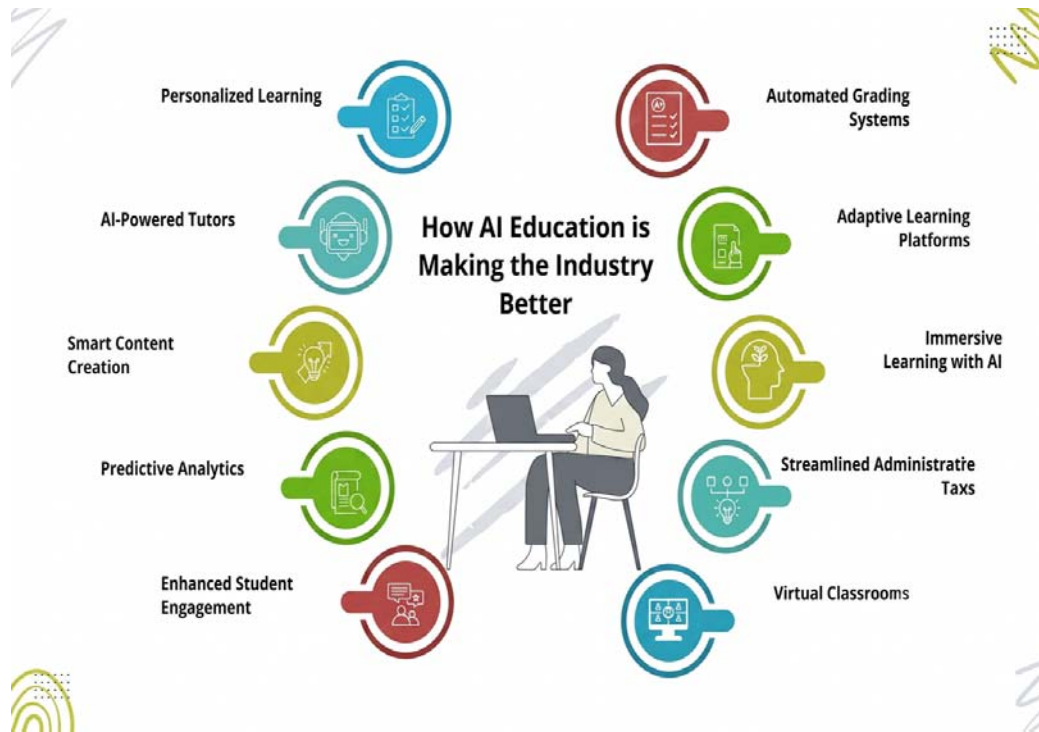 Personalized Learning
AI-Powered Tutors
Smart Content
Creation
Predictive Analytics
Enhanced Student
Engagement
How AI Education is
Making the Industry
Better
Automated Grading
Systems
Adaptive Learning
Platforms
Immersive
Learning with AI
Streamlined Administratire
Taxs
Virtual Classrooms
A+